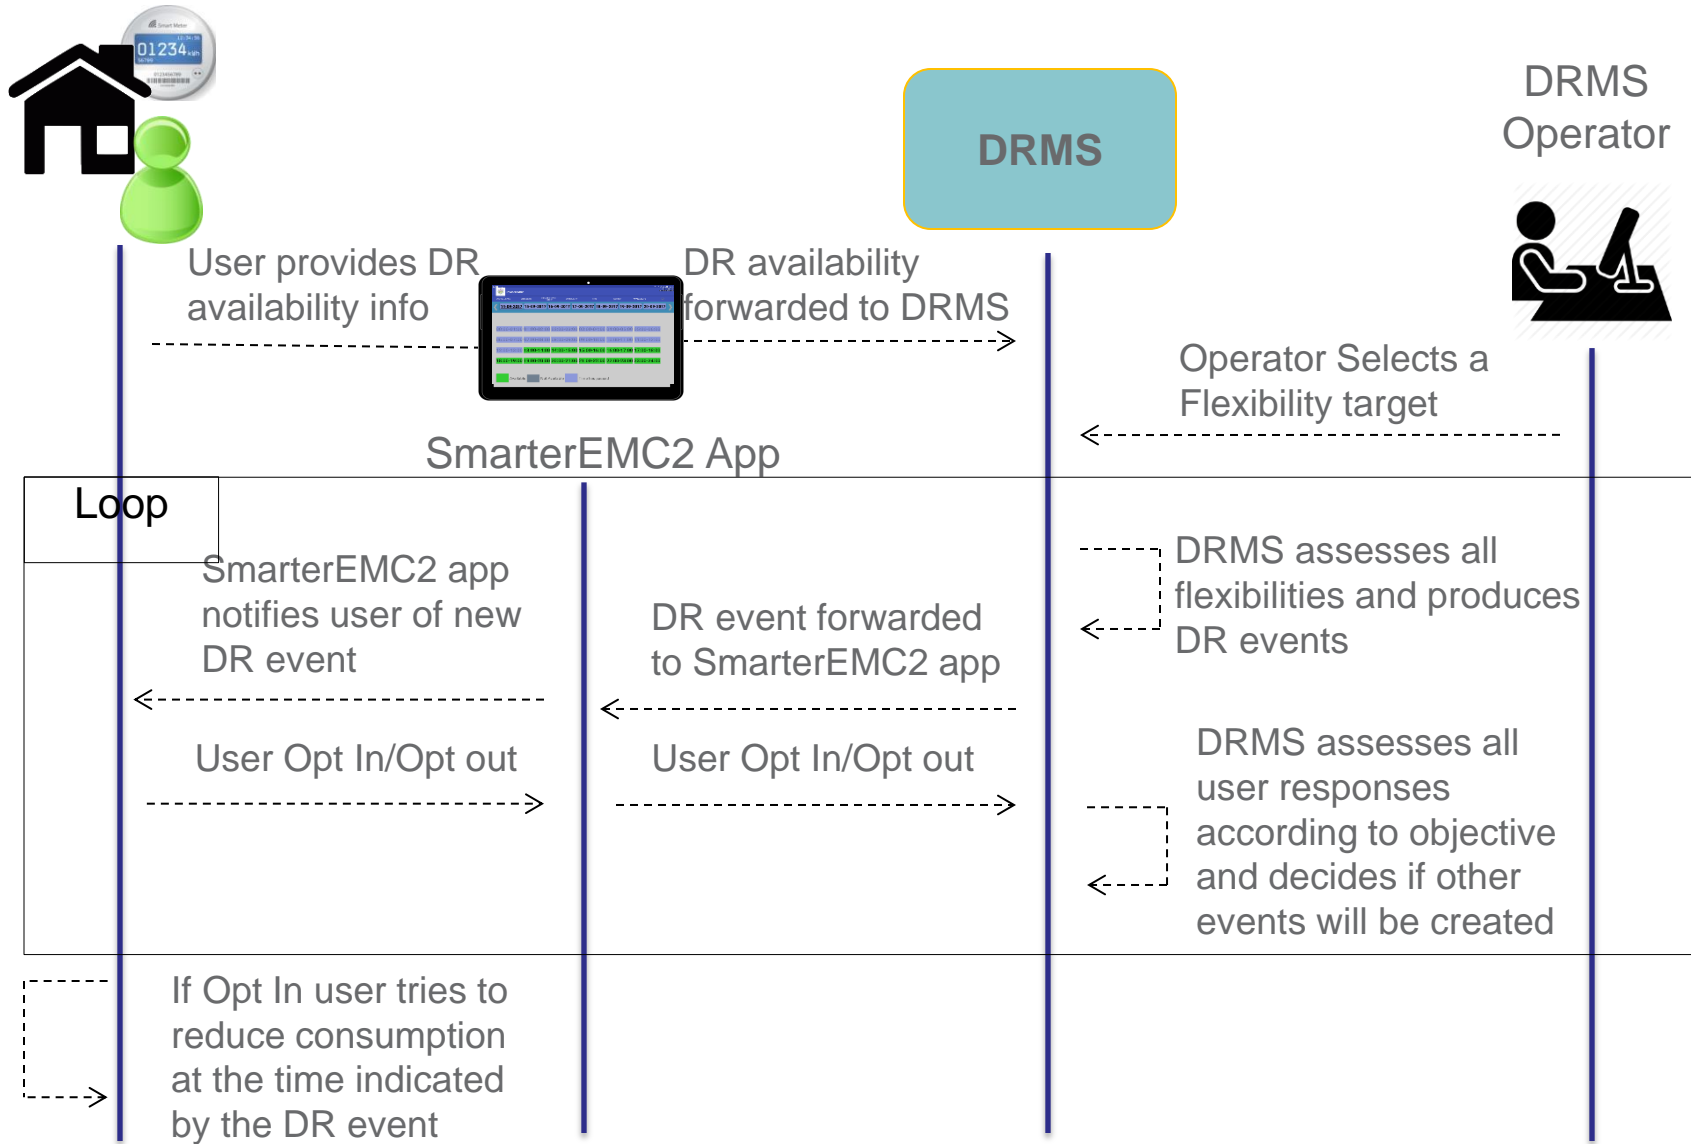 Smart Meter
01234 kWh
DRMS
Operator
DRMS
User provides DR
availability info
DR availability
forwarded to DRMS
Operator Selects a
Flexibility target
SmarterEMC2 App
Loop
DRMS assesses all
flexibilities and produces
DR events
SmarterEMC2 app
notifies user of new
DR event
DR event forwarded
to SmarterEMC2 app
User Opt In/Opt out
User Opt In/Opt out
DRMS assesses all
user responses
according to objective
and decides if other
events will be created
If Opt In user tries to
reduce consumption
at the time indicated
by the DR event